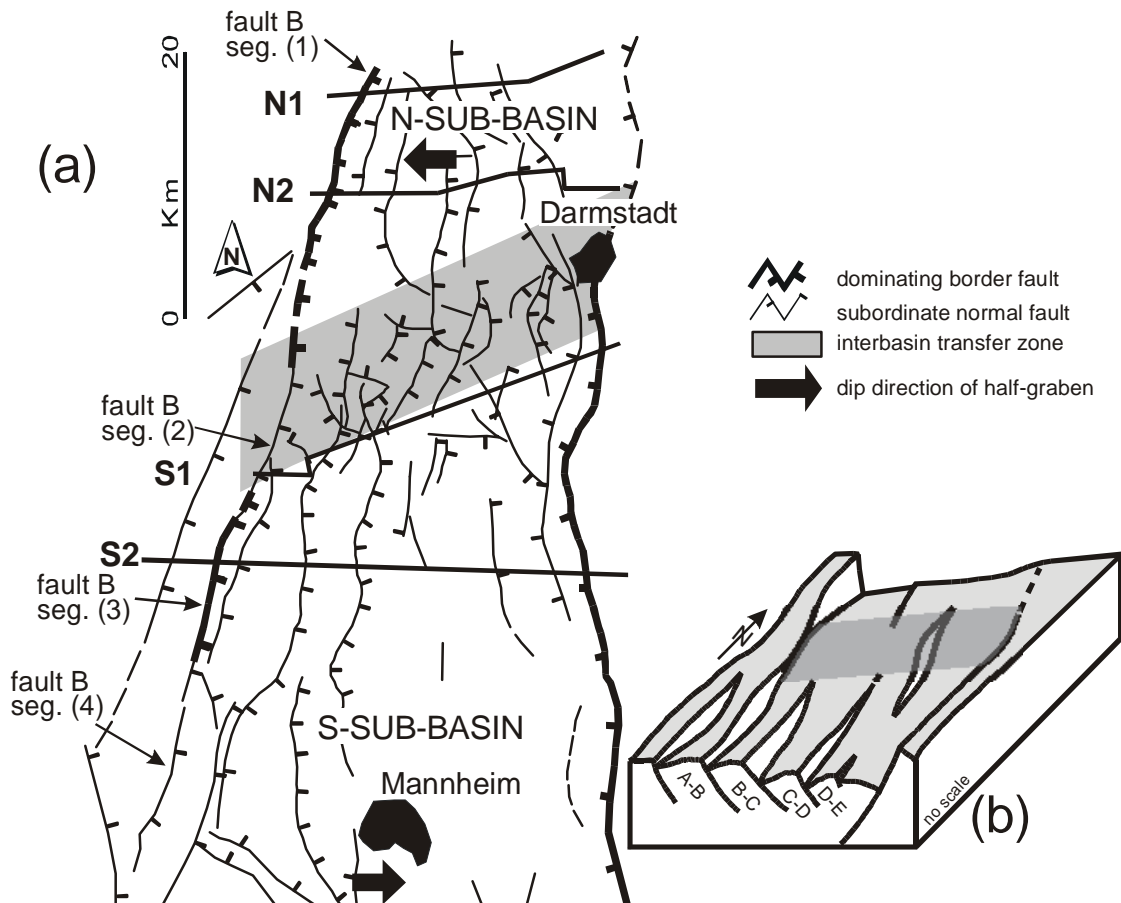 fault B
seg. (1)
20
N1
N-SUB-BASIN
(a)
Km
N2
Darmstadt
N
0
dominating border fault
subordinate normal fault
interbasin transfer zone
dip direction of half-graben
fault B
seg. (2)
S1
S2
fault B
seg. (3)
N
fault B
seg. (4)
S-SUB-BASIN
Mannheim
A-B
B-C
C-D
D-E
no scale
(b)